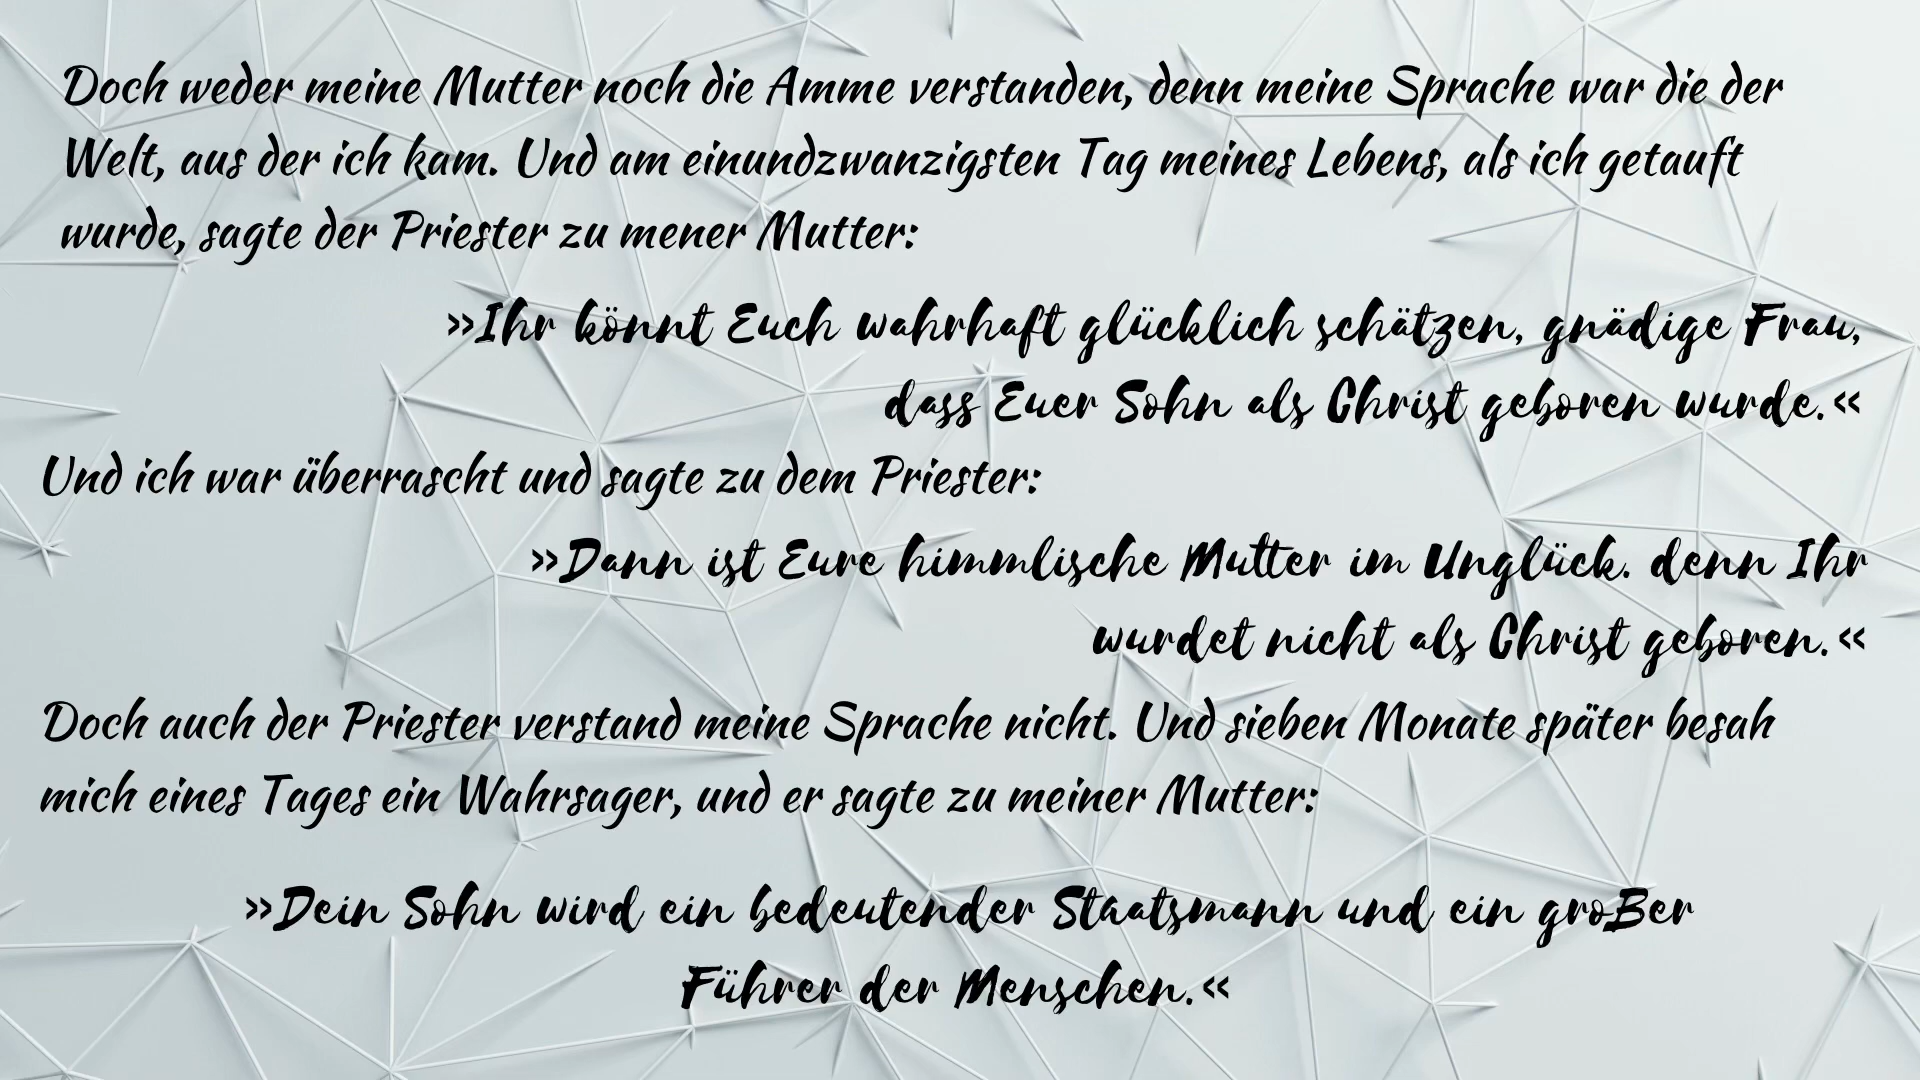 Doch weder meine Mutter noch die Amme verstanden, denn meine Sprache war die der
Welt, aus der ich kam. Und am einundzwanzigsten Tag meines Lebens, als ich getauft
wurde, sagte der Priester zu mener Mutter:
»Ihr könnt Euch wahrhaft glücklich schätzen, gnädige Frau,
dass Euer Sohn als Christ geboren wurde.«
Und ich war überrascht und sagte zu dem Priester:
»Dann ist Eure himmlische Mutter im Unglück. denn Ihr
wurdet nicht als Christ geboren.«
Doch auch der Priester verstand meine Sprache nicht. Und sieben Monate später besah
mich eines Tages ein Wahrsager, und er sagte zu meiner Mutter:
»Dein Sohn wird ein bedeutender Staatsmann und ein großer
Führer der Menschen.«